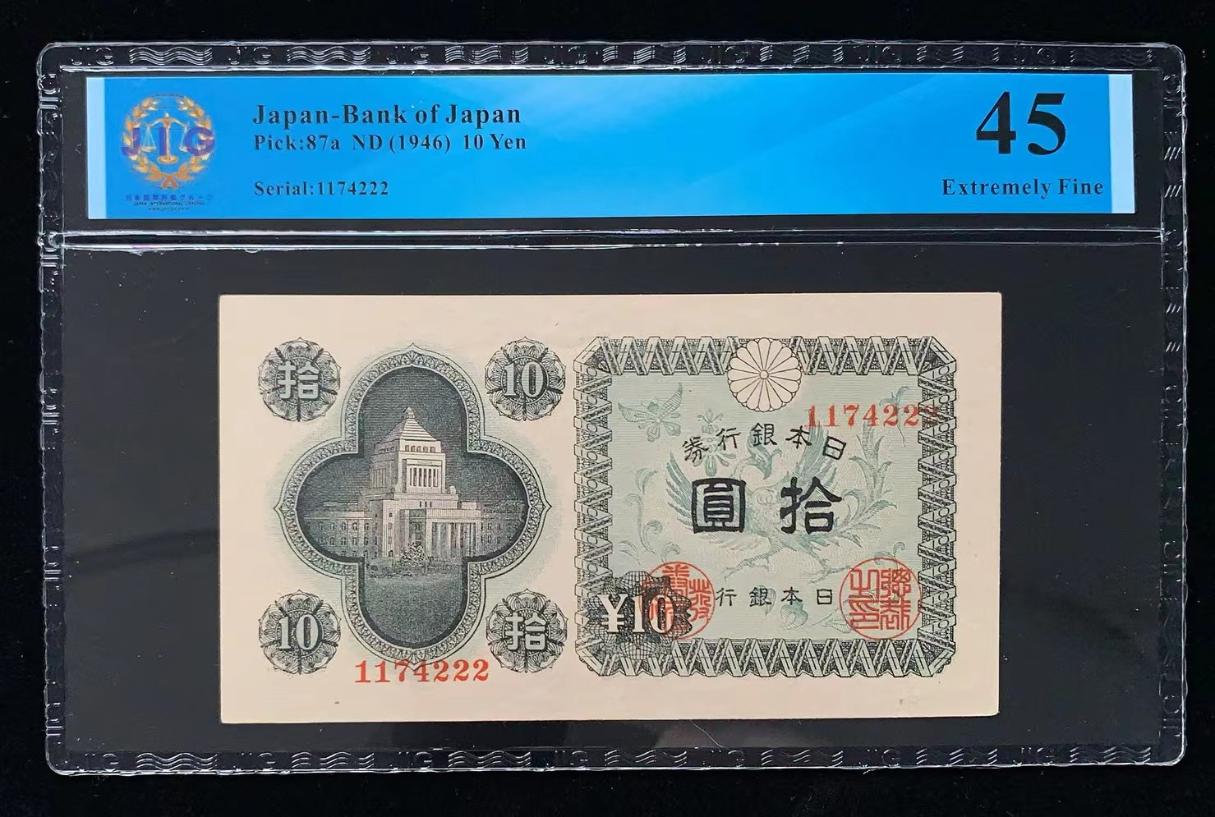 JIG
Japan-Bank of Japan
Pick:87a ND (1946) 10 Yen
Serial:1174222
45
Extremely Fine
拾
10
1174222
日本銀行券
拾圓
日本銀行
¥10
10
拾
1174222